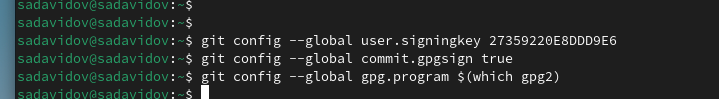 sadavidov@sadavidov:~$
sadavidov@sadavidov:~$
sadavidov@sadavidov:~$ git config --global user.signingkey 27359220E8DDD9E6
sadavidov@sadavidov:~$ git config --global commit.gpgsign true
sadavidov@sadavidov:~$ git config --global gpg.program $(which gpg2)
sadavidov@sadavidov:~$